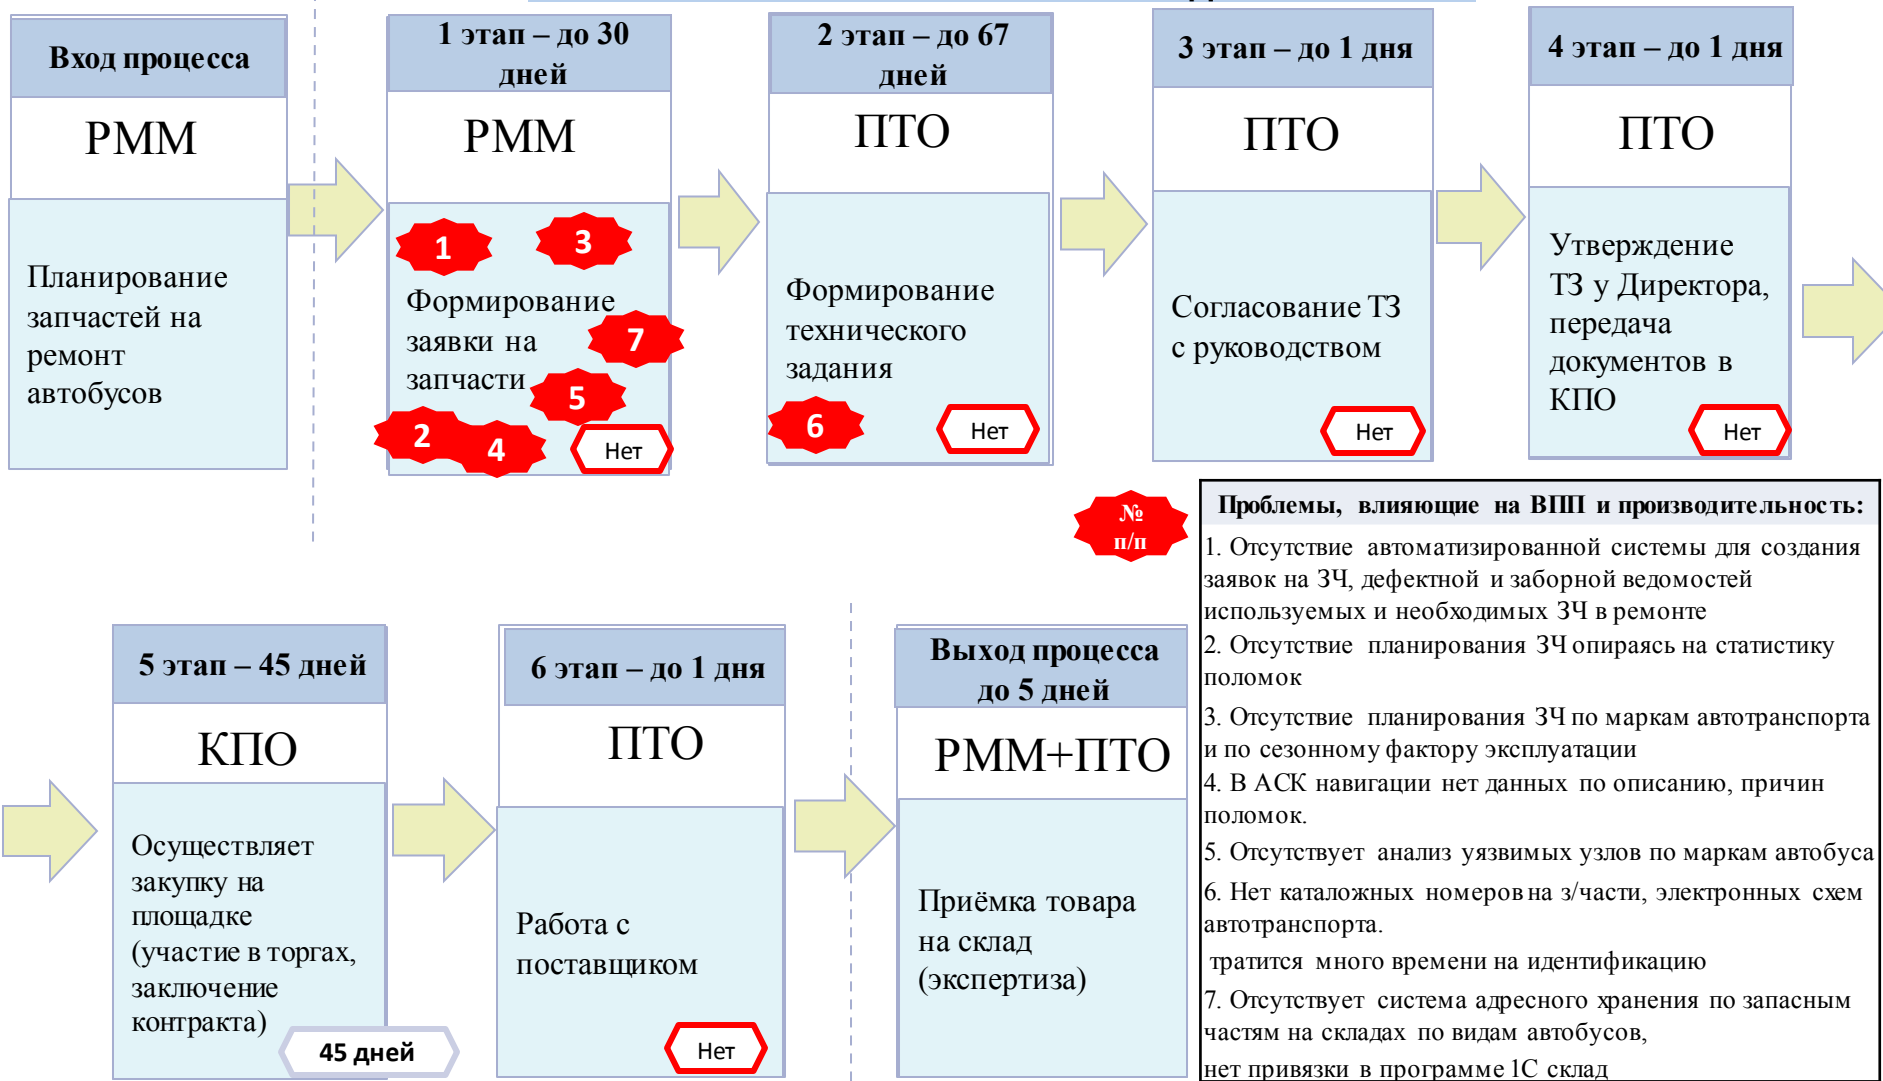 Вход процесса
РММ
Планирование
запчастей на
ремонт
автобусов
1 этап – до 30
дней
РММ
1
3
Формирование
заявки на
запчасти
7
5
2
4
Нет
2 этап – до 67
дней
ПТО
Формирование
технического
задания
6
Нет
3 этап – до 1 дня
ПТО
Согласование ТЗ
с руководством
Нет
4 этап – до 1 дня
ПТО
Утверждение
ТЗ у Директора,
передача
документов в
КПО
Нет
№
п/п
Проблемы, влияющие на ВПП и производительность:
1. Отсутствие автоматизированной системы для создания
заявок на ЗЧ, дефектной и заборной ведомостей
используемых и необходимых ЗЧ в ремонте
2. Отсутствие планирования ЗЧ опираясь на статистику
поломок
3. Отсутствие планирования ЗЧ по маркам автотранспорта
и по сезонному фактору эксплуатации
4. В АСК навигации нет данных по описанию, причин
поломок.
5. Отсутствует анализ уязвимых узлов по маркам автобуса
6. Нет каталожных номеров на з/части, электронных схем
автотранспорта.
тратится много времени на идентификацию
7. Отсутствует система адресного хранения по запасным
частям на складах по видам автобусов,
нет привязки в программе 1С склад
5 этап – 45 дней
КПО
Осуществляет
закупку на
площадке
(участие в торгах,
заключение
контракта)
45 дней
6 этап – до 1 дня
ПТО
Работа с
поставщиком
Нет
Выход процесса
до 5 дней
РММ+ПТО
Приёмка товара
на склад
(экспертиза)